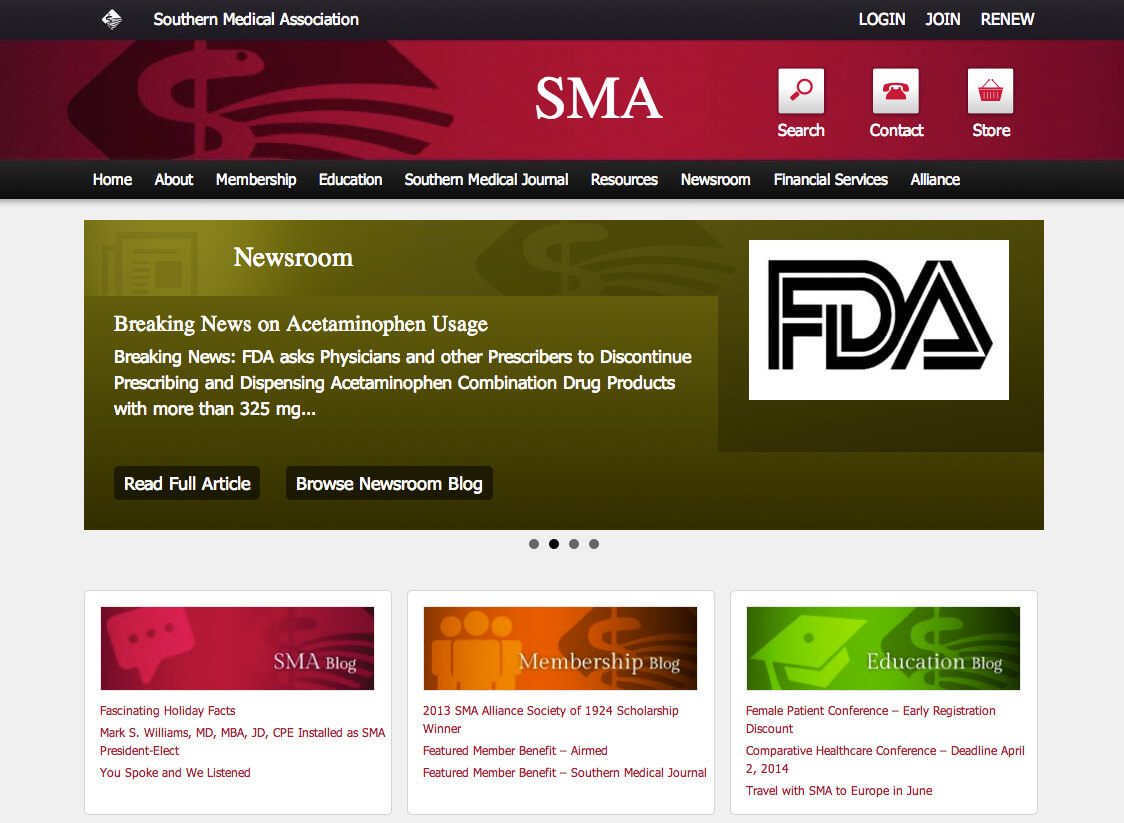 Southern Medical Association
LOGIN JOIN RENEW
SMA
Search Contact Store
Home About Membership Education Southern Medical Journal Resources Newsroom Financial Services Alliance
Newsroom
FDA
Breaking News on Acetaminophen Usage
Breaking News: FDA asks Physicians and other Prescribers to Discontinue
Prescribing and Dispensing Acetaminophen Combination Drug Products
with more than 325 mg...
Read Full Article Browse Newsroom Blog
SMA Blog
Fascinating Holiday Facts
Mark S. Williams, MD, MBA, JD, CPE Installed as SMA
President-Elect
You Spoke and We Listened
Membership Blog
2013 SMA Alliance Society of 1924 Scholarship
Winner
Featured Member Benefit – Airmed
Featured Member Benefit – Southern Medical Journal
Education Blog
Female Patient Conference – Early Registration
Discount
Comparative Healthcare Conference – Deadline April
2, 2014
Travel with SMA to Europe in June